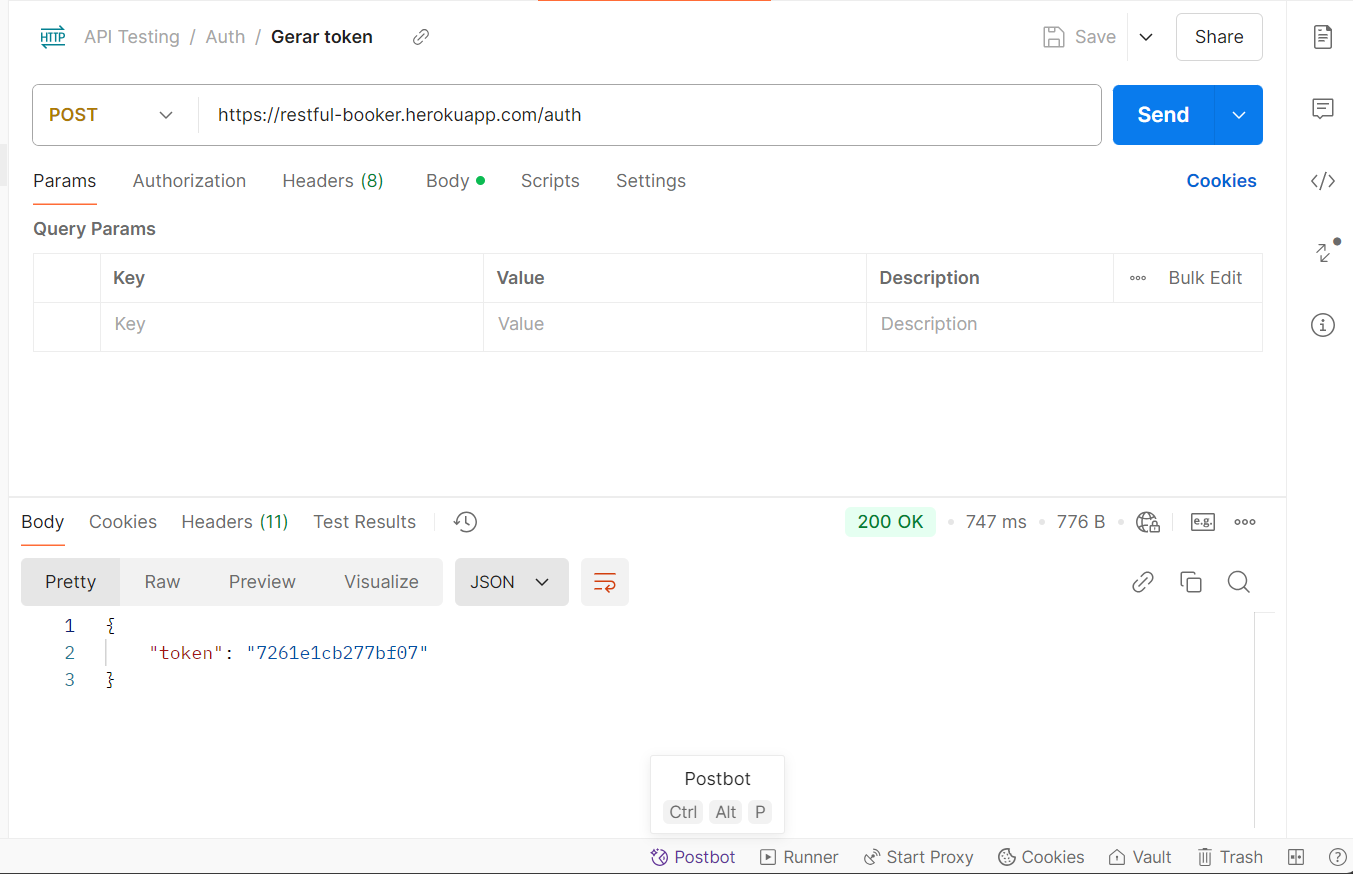 HTTP API Testing / Auth / Gerar token Save Share
POST https://restful-booker.herokuapp.com/auth Send
Params Authorization Headers (8) Body Scripts Settings Cookies
Query Params
Key Value Description Bulk Edit
Key Value Description
Body Cookies Headers (11) Test Results 200 OK 747 ms 776 B e.g.
Pretty Raw Preview Visualize JSON
1 {
2 "token": "7261e1cb277bf07"
3 }
Postbot
Ctrl Alt P
Postbot Runner Start Proxy Cookies Vault Trash